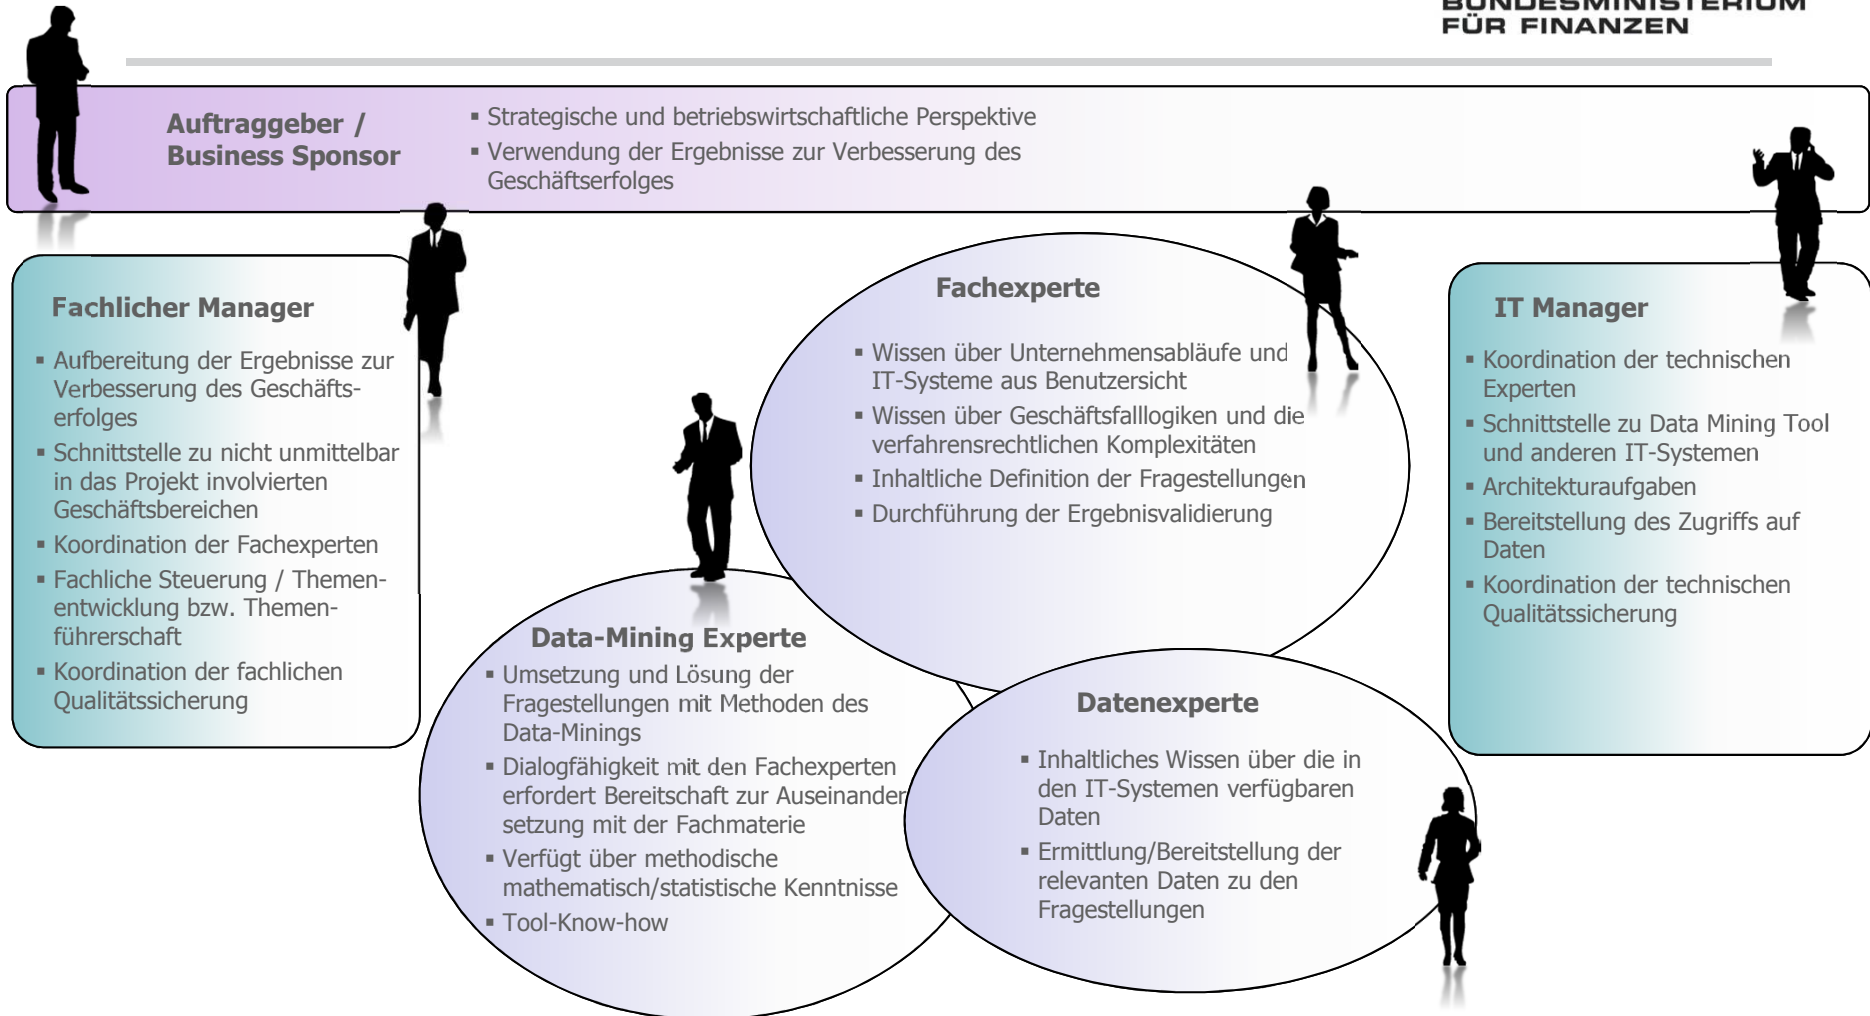 BUNDESMINISTERIUM
FÜR FINANZEN
Auftraggeber /
Business Sponsor
▪ Strategische und betriebswirtschaftliche Perspektive
▪ Verwendung der Ergebnisse zur Verbesserung des
Geschäftserfolges
Fachlicher Manager
▪ Aufbereitung der Ergebnisse zur
Verbesserung des Geschäfts-
erfolges
▪ Schnittstelle zu nicht unmittelbar
in das Projekt involvierten
Geschäftsbereichen
▪ Koordination der Fachexperten
▪ Fachliche Steuerung / Themen-
entwicklung bzw. Themen-
führerschaft
▪ Koordination der fachlichen
Qualitätssicherung
Fachexperte
▪ Wissen über Unternehmensabläufe und
IT-Systeme aus Benutzersicht
▪ Wissen über Geschäftsfalllogiken und die
verfahrensrechtlichen Komplexitäten
▪ Inhaltliche Definition der Fragestellungen
▪ Durchführung der Ergebnisvalidierung
IT Manager
▪ Koordination der technischen
Experten
▪ Schnittstelle zu Data Mining Tool
und anderen IT-Systemen
▪ Architekturaufgaben
▪ Bereitstellung des Zugriffs auf
Daten
▪ Koordination der technischen
Qualitätssicherung
Data-Mining Experte
▪ Umsetzung und Lösung der
Fragestellungen mit Methoden des
Data-Minings
▪ Dialogfähigkeit mit den Fachexperten
erfordert Bereitschaft zur Auseinander
setzung mit der Fachmaterie
▪ Verfügt über methodische
mathematisch/statistische Kenntnisse
▪ Tool-Know-how
Datenexperte
▪ Inhaltliches Wissen über die in
den IT-Systemen verfügbaren
Daten
▪ Ermittlung/Bereitstellung der
relevanten Daten zu den
Fragestellungen